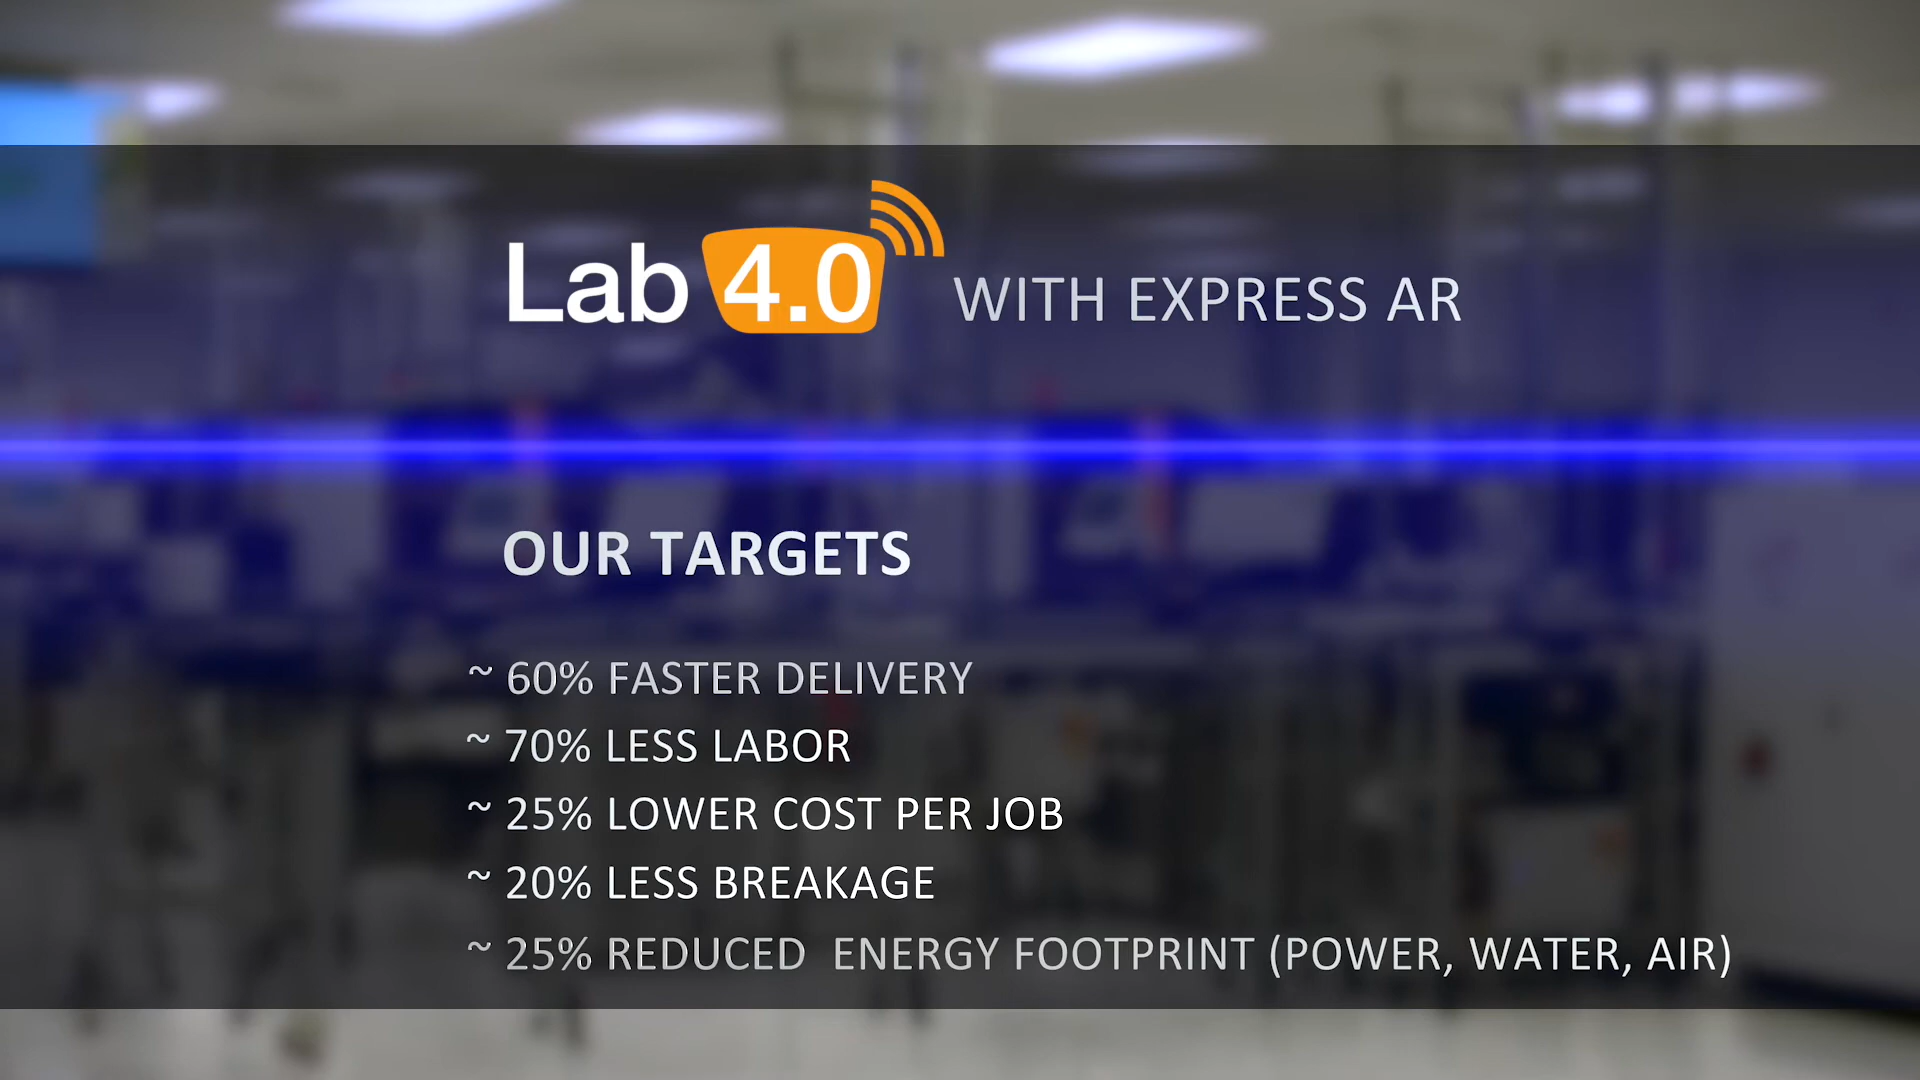 Lab 4.0 WITH EXPRESS AR
OUR TARGETS
~ 60% FASTER DELIVERY
~ 70% LESS LABOR
~ 25% LOWER COST PER JOB
~ 20% LESS BREAKAGE
~ 25% REDUCED ENERGY FOOTPRINT (POWER, WATER, AIR)